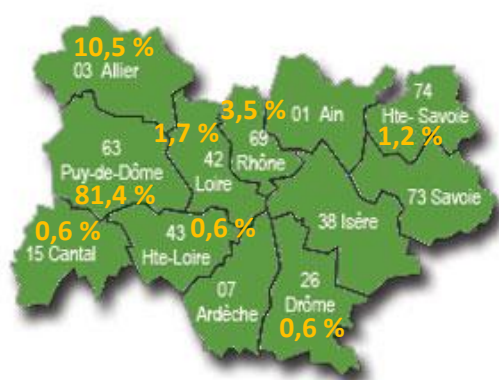 10,5 %
03 Allier
3,5 %
01 Ain
74
Hte- Savoie
1,2 %
1,7 %
69
Rhône
63
Puy-de-Dôme
81,4 %
42
Loire
73 Savoie
38 Isère
0,6 %
15 Cantal
43
Hte-Loire
0,6 %
07
Ardèche
26
Drôme
0,6 %